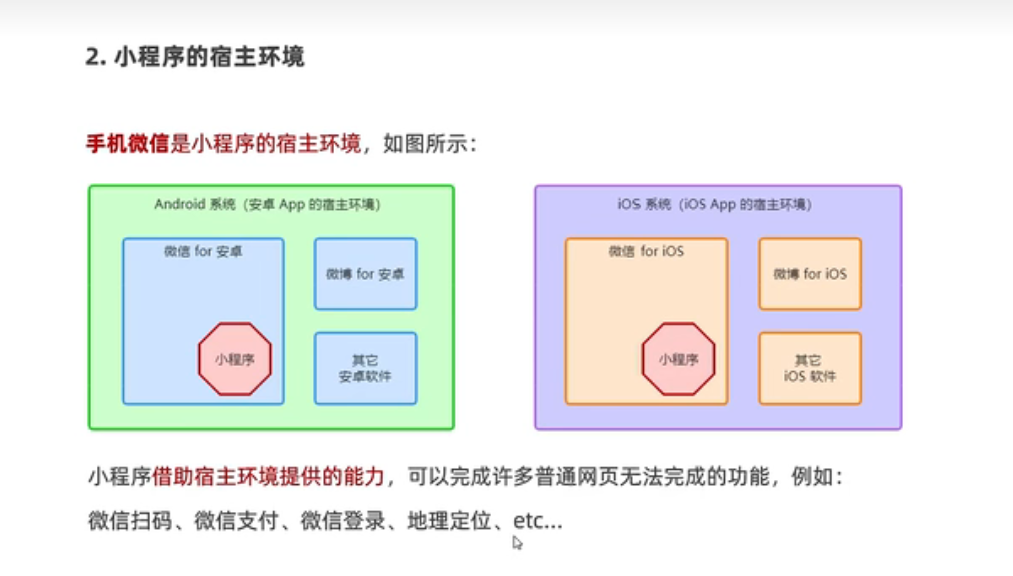 2. 小程序的宿主环境
手机微信是小程序的宿主环境，如图所示：
Android 系统（安卓 App 的宿主环境）
微信 for 安卓
微博 for 安卓
小程序
其它
安卓软件
iOS 系统（iOS App 的宿主环境）
微信 for iOS
微博 for iOS
小程序
其它
iOS 软件
小程序借助宿主环境提供的能力，可以完成许多普通网页无法完成的功能，例如：
微信扫码、微信支付、微信登录、地理定位、etc...